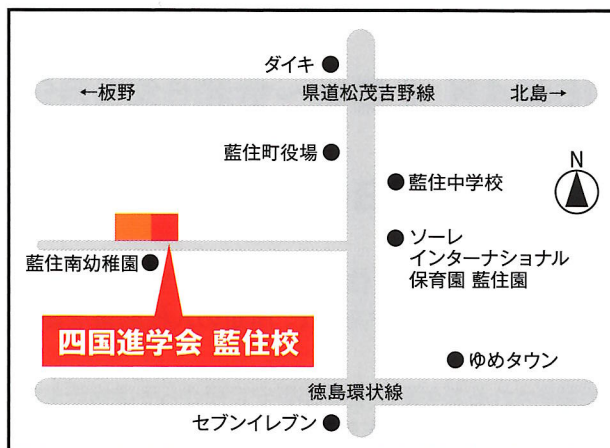 ダイキ
←板野
県道松茂吉野線
北島→
藍住町役場
藍住中学校
N
ソーレ
インターナショナル
保育園 藍住園
藍住南幼稚園
四国進学会 藍住校
ゆめタウン
徳島環状線
セブンイレブン